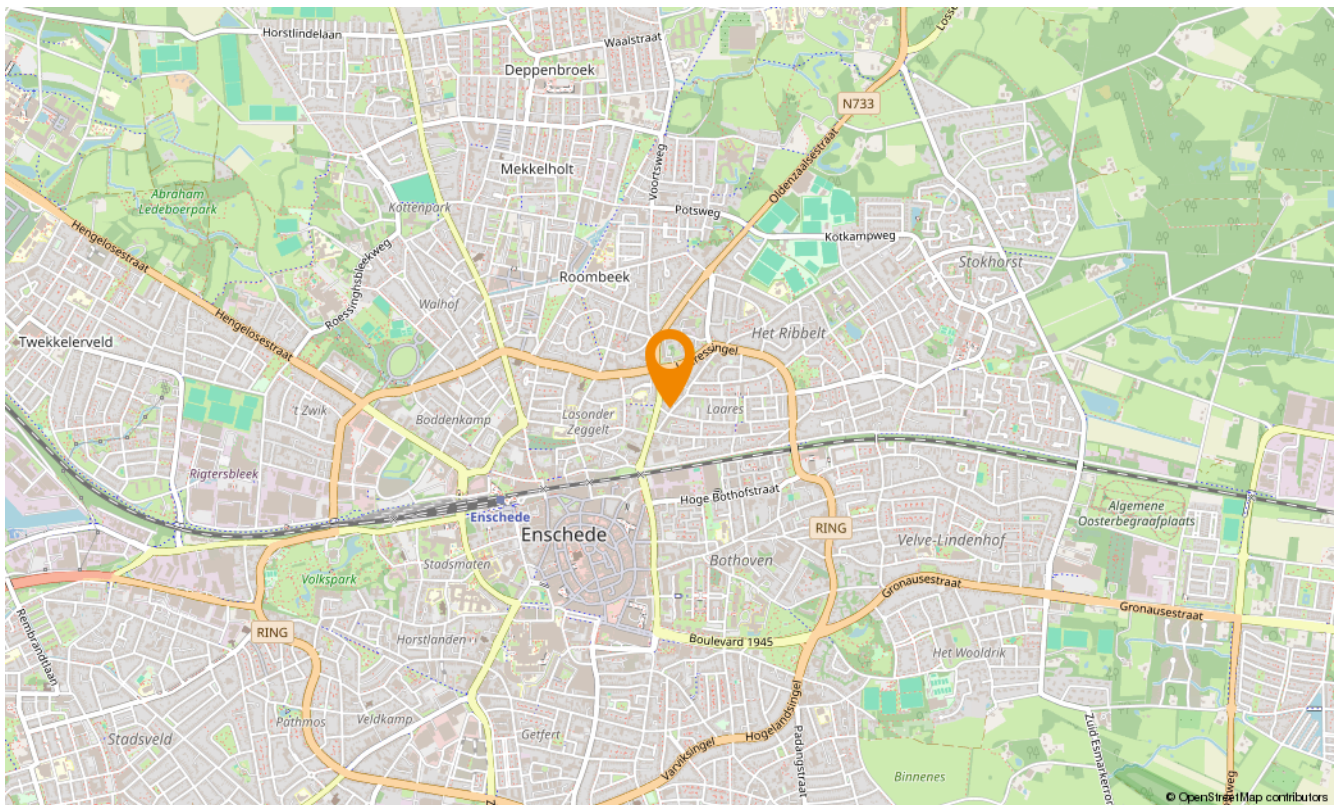 Horstlindelaan
Waalstraat
Deppenbroek
N733
Oldenzaalsestraat
Mekkelholt
Voortsweg
Abraham
Ledeboerpark
Kottenpark
Potsweg
Kotkampweg
Stokhorst
Hengelosestraat
Roessinghsbleekweg
Roombeek
Walhof
Hengelosestraat
Het Ribbelt
Twekkelerveld
't Zwik
Boddenkamp
Lasonder
Zeggelt
Laares
Rigtersbleek
Hoge Bothofstraat
Enschede
Enschede
RING
Algemene
Oosterbegraafplaats
Velve-Lindenhof
Bothoven
Stadsmaten
Volkspark
Gronausestraat
Gronausestraat
Rembrandtlaan
RING
Horstlanden
Boulevard 1945
Het Wooldrik
Pathmos
Veldkamp
Stadsveld
Getfert
Hogelandsingel
Varviksingel
Padangstraat
Zuid Esmarkerro
Binnenes
© OpenStreetMap contributors